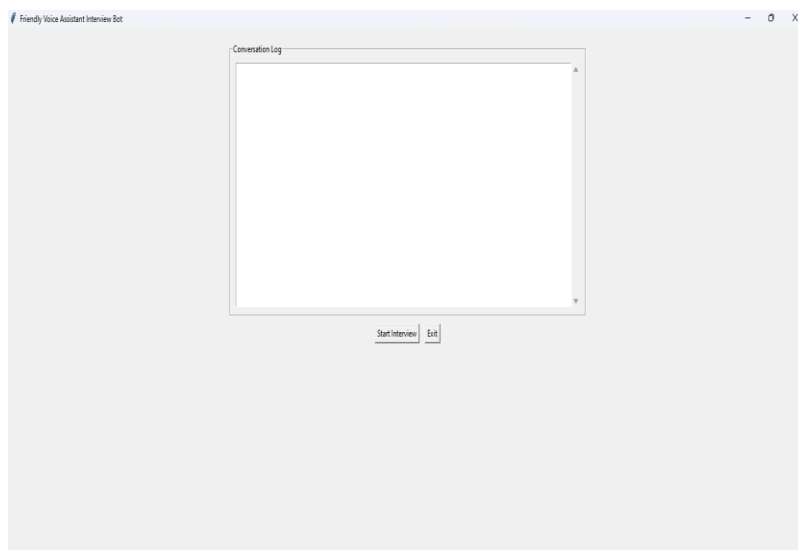 Friendly Voice Assistant Interview Bot
Conversation Log
Start Interview Exit